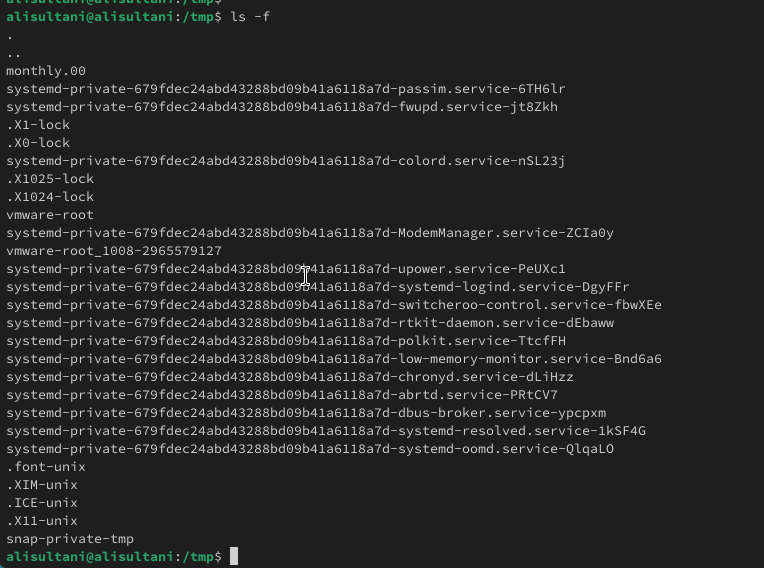 alisultani@alisultani:/tmp$ ls -f
.
..
monthly.00
systemd-private-679fdec24abd43288bd09b41a6118a7d-passim.service-6TH6lr
systemd-private-679fdec24abd43288bd09b41a6118a7d-fwupd.service-jt8Zkh
.X1-lock
.X0-lock
systemd-private-679fdec24abd43288bd09b41a6118a7d-colord.service-nSL23j
.X1025-lock
.X1024-lock
vmware-root
systemd-private-679fdec24abd43288bd09b41a6118a7d-ModemManager.service-ZCIa0y
vmware-root_1008-2965579127
systemd-private-679fdec24abd43288bd09b41a6118a7d-upower.service-PeUXc1
systemd-private-679fdec24abd43288bd09b41a6118a7d-systemd-logind.service-DgyFFr
systemd-private-679fdec24abd43288bd09b41a6118a7d-switcheroo-control.service-fbwXEe
systemd-private-679fdec24abd43288bd09b41a6118a7d-rtkit-daemon.service-dEbaww
systemd-private-679fdec24abd43288bd09b41a6118a7d-polkit.service-TtcfFH
systemd-private-679fdec24abd43288bd09b41a6118a7d-low-memory-monitor.service-Bnd6a6
systemd-private-679fdec24abd43288bd09b41a6118a7d-chronyd.service-dLiHzz
systemd-private-679fdec24abd43288bd09b41a6118a7d-abrtd.service-PRtCV7
systemd-private-679fdec24abd43288bd09b41a6118a7d-dbus-broker.service-ypcpxm
systemd-private-679fdec24abd43288bd09b41a6118a7d-systemd-resolved.service-1kSF4G
systemd-private-679fdec24abd43288bd09b41a6118a7d-systemd-oomd.service-QlqaLO
.font-unix
.XIM-unix
.ICE-unix
.X11-unix
snap-private-tmp
alisultani@alisultani:/tmp$